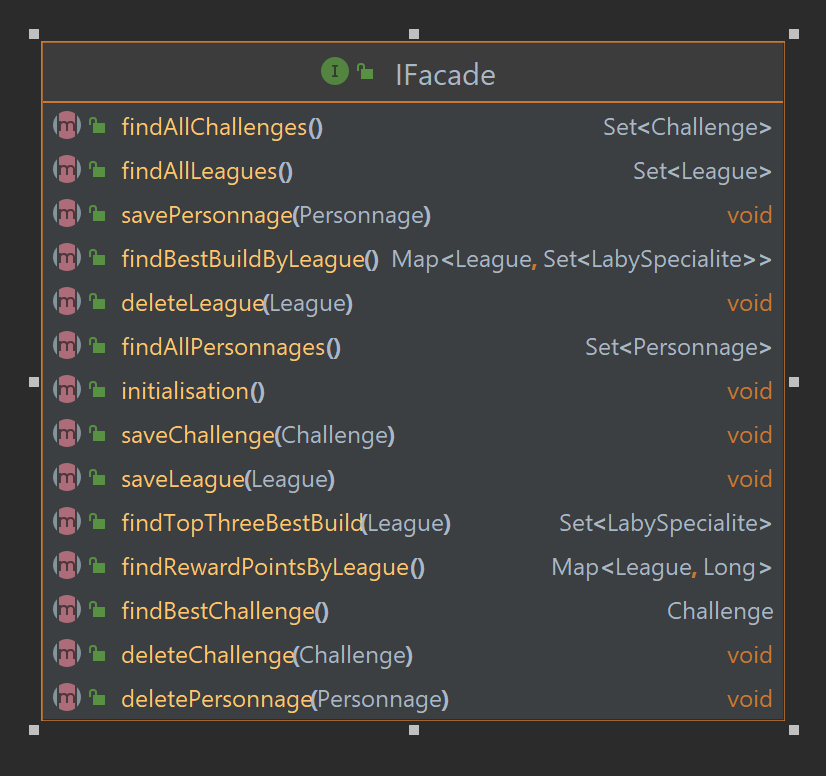 I IFacade
m findAllChallenges() Set<Challenge>
m findAllLeagues() Set<League>
m savePersonnage(Personnage) void
m findBestBuildByLeague() Map<League, Set<LabySpecialite>>
m deleteLeague(League) void
m findAllPersonnages() Set<Personnage>
m initialisation() void
m saveChallenge(Challenge) void
m saveLeague(League) void
m findTopThreeBestBuild(League) Set<LabySpecialite>
m findRewardPointsByLeague() Map<League, Long>
m findBestChallenge() Challenge
m deleteChallenge(Challenge) void
m deletePersonnage(Personnage) void